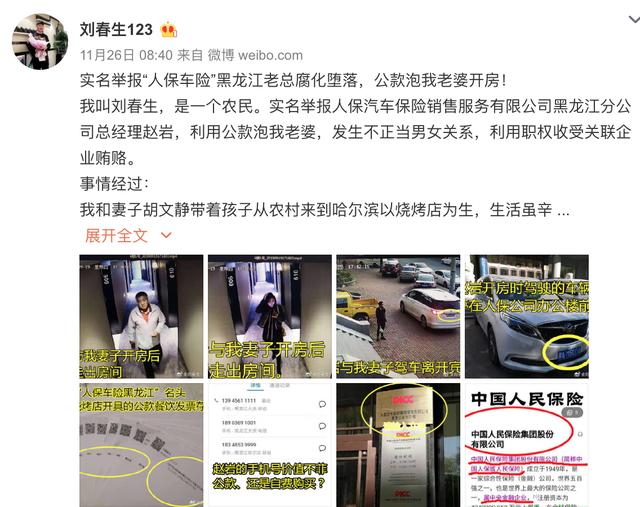 刘春生123
11月26日 08:40 来自 微博 weibo.com
实名举报“人保车险”黑龙江老总腐化堕落，公款泡我老婆开房！
我叫刘春生，是一个农民。实名举报人保汽车保险销售服务有限公司黑龙江分公
司总经理赵岩，利用公款泡我老婆，发生不正当男女关系，利用职权收受关联企
业贿赂。
事情经过：
我和妻子胡文静带着孩子从农村来到哈尔滨以烧烤店为生，生活虽辛 ...
展开全文
与我妻子开房后
走出房间
与我妻子开房后
走出房间。
与我妻子驾车离开宾
岩开房时驾驶的车辆
在人保公司办公楼前
“人保车险黑龙江”名头
烧烤店开具的公款餐饮发票存
详情
通话记录
139 4561 1111
189 0369 1001
183 4853 9999
赵岩的手机号价值不菲
公款、还是自费购买？
PICC
PICC
中国人民保险
中国人民保险集团股份
有限公司
中国人民保险集团股份有限公司（简称中
国人保或人民保险），成立于1949年，是
一家综合性保险（金融）公司，世界五百
强之一，也是世界上最大的保险公司之
一，属中央金融企业，注册资本为